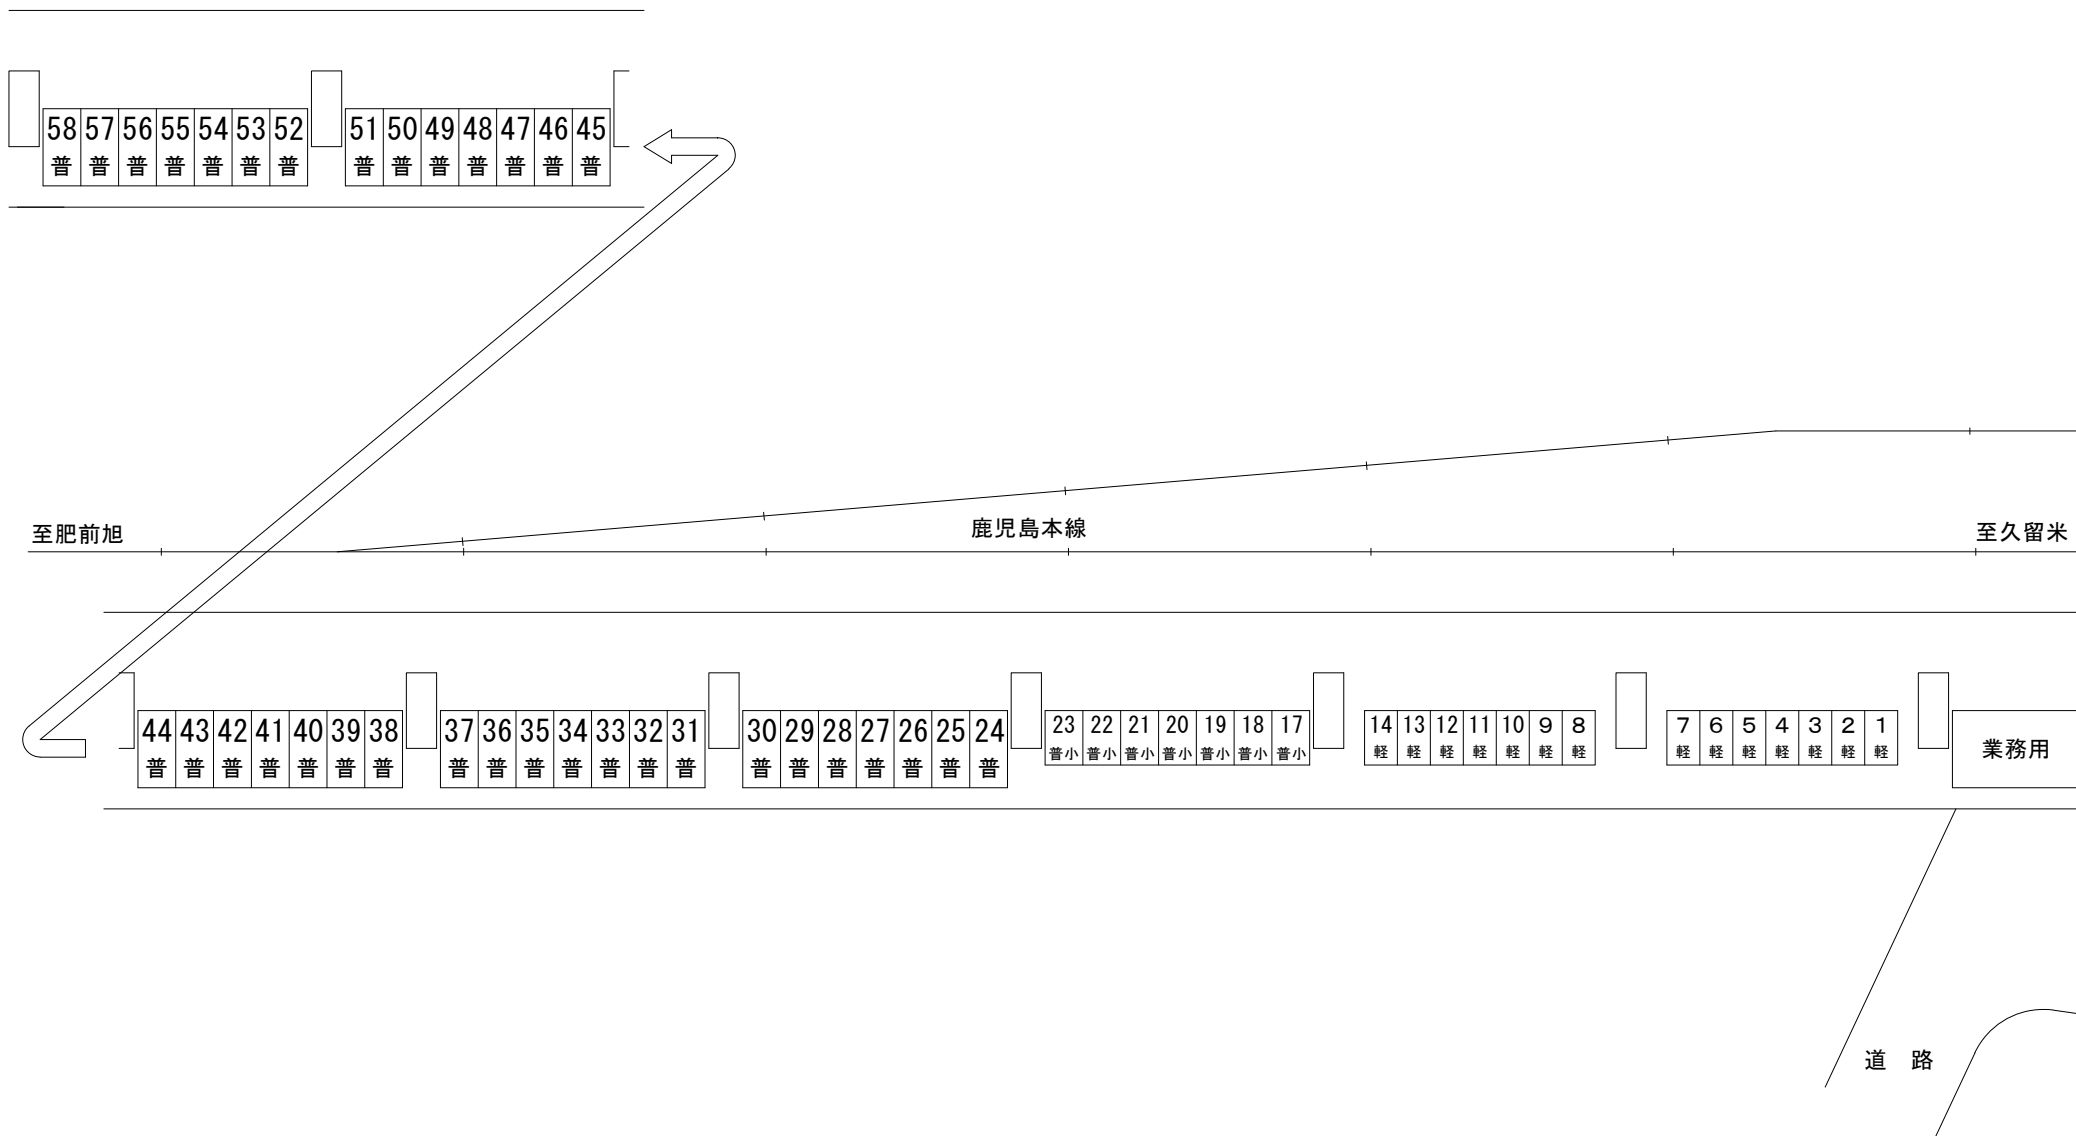 58 57 56 55 54 53 52 51 50 49 48 47 46 45
普 普 普 普 普 普 普 普 普 普 普 普 普 普
鹿児島本線
至肥前旭
至久留米
44 43 42 41 40 39 38 37 36 35 34 33 32 31 30 29 28 27 26 25 24 23 22 21 20 19 18 17 14 13 12 11 10 9 8 7 6 5 4 3 2 1
普 普 普 普 普 普 普 普 普 普 普 普 普 普 普 普 普 普 普 普 普 普小 普小 普小 普小 普小 普小 普小 軽 軽 軽 軽 軽 軽 軽 軽 軽 軽 軽 軽 軽 軽
業務用
道 路